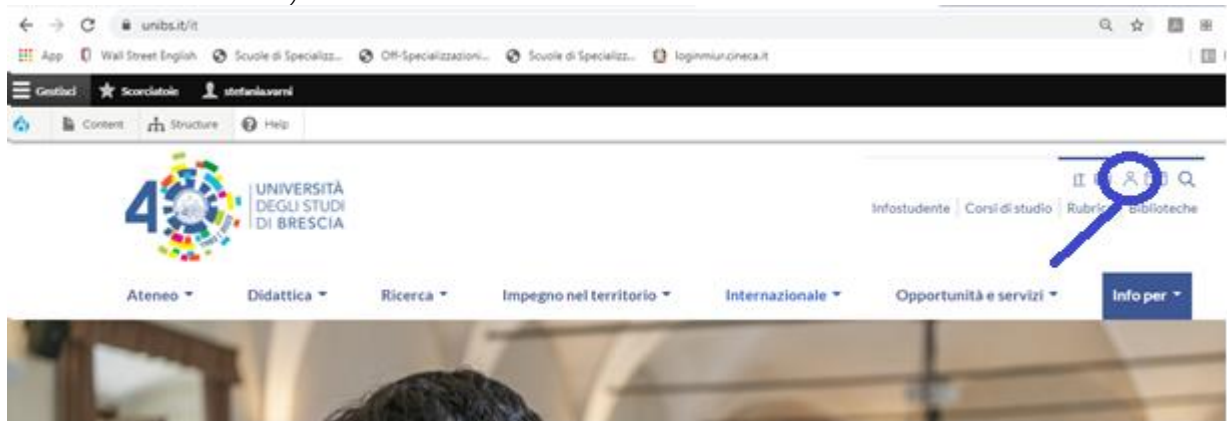 unibs.it/it
App Wall Street English Scuole di Specializz... Off-Specializzazioni... Scuole di Specializz... loginmiur.cineca.it
Gestisci Scorciatoie stefania.varni
Content Structure Help
40
UNIVERSITÀ
DEGLI STUDI
DI BRESCIA
IT
Infostudente Corsi di studio Rubrica Biblioteche
Ateneo Didattica Ricerca Impegno nel territorio Internazionale Opportunità e servizi Info per